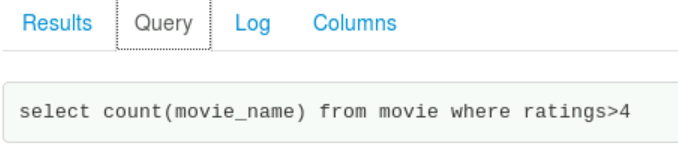 Results Query Log Columns
select count(movie_name) from movie where ratings>4